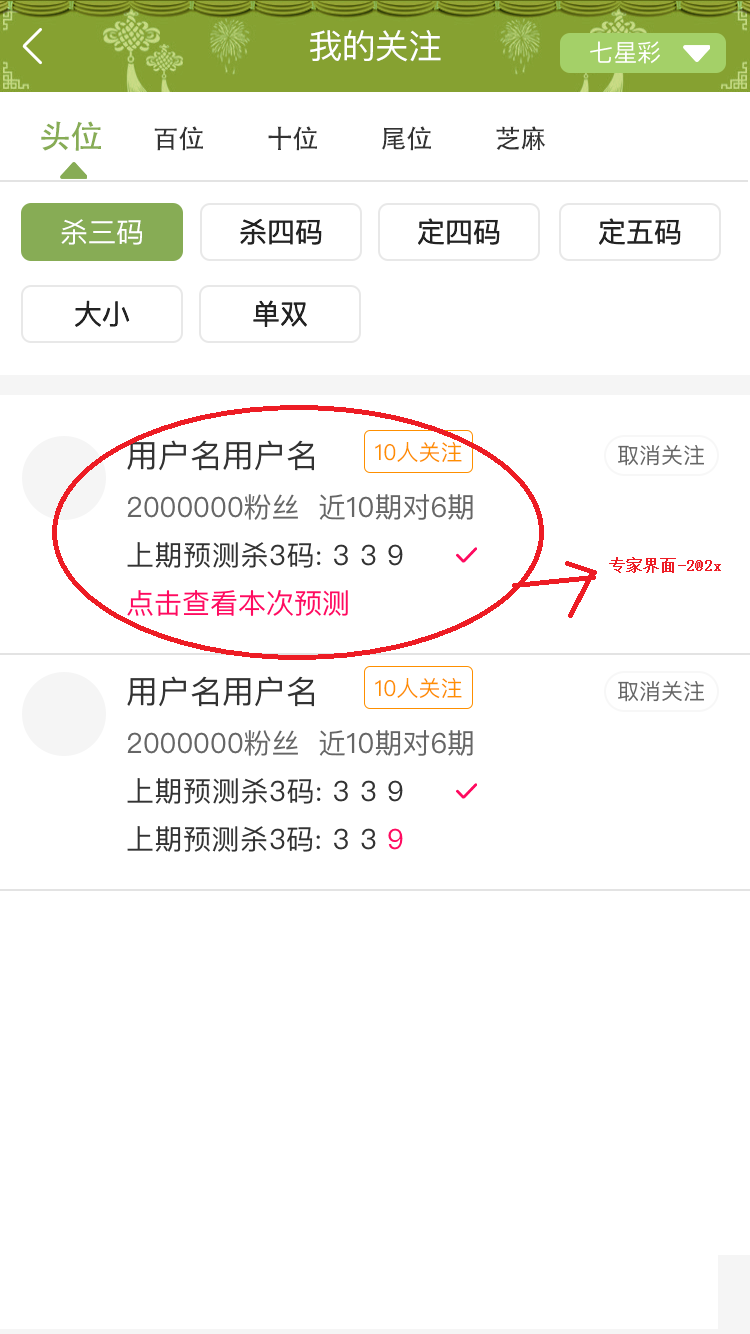 我的关注
七星彩
头位 百位 十位 尾位 芝麻
杀三码 杀四码 定四码 定五码
大小 单双
用户名用户名 10人关注 取消关注
2000000粉丝 近10期对6期
上期预测杀3码: 3 3 9
专家界面-202x
点击查看本次预测
用户名用户名 10人关注 取消关注
2000000粉丝 近10期对6期
上期预测杀3码: 3 3 9
上期预测杀3码: 3 3 9